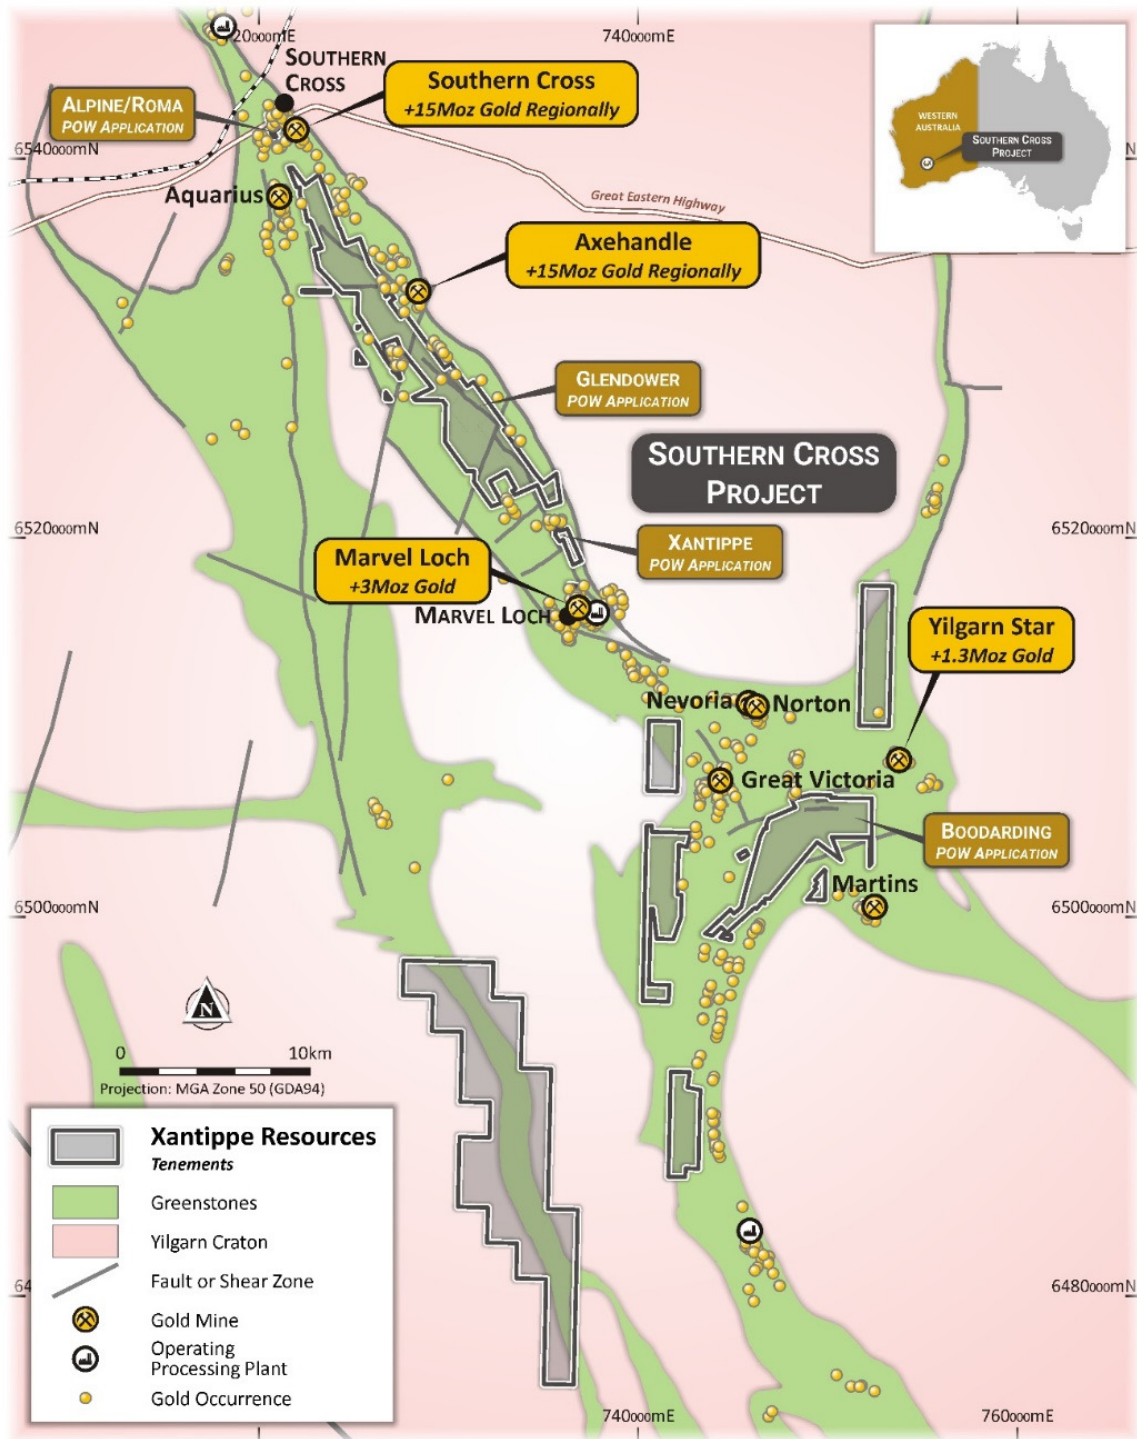 720000mE
740000mE
SOUTHERN
CROSS
Southern Cross
+15Moz Gold Regionally
ALPINE/ROMA
POW APPLICATION
WESTERN
AUSTRALIA
SOUTHERN CROSS
PROJECT
6540000mN
Aquarius
Great Eastern Highway
Axehandle
+15Moz Gold Regionally
GLENDOWER
POW APPLICATION
SOUTHERN CROSS
PROJECT
6520000mN
6520000mN
XANTIPPE
POW APPLICATION
Marvel Loch
+3Moz Gold
MARVEL LOCH
Yilgarn Star
+1.3Moz Gold
Nevoria
Norton
Great Victoria
BOODARDING
POW APPLICATION
Martins
6500000mN
6500000mN
N
0
10km
Projection: MGA Zone 50 (GDA94)
Xantippe Resources
Tenements
Greenstones
Yilgarn Craton
Fault or Shear Zone
6480000mN
Gold Mine
Operating
Processing Plant
Gold Occurrence
740000mE
760000mE